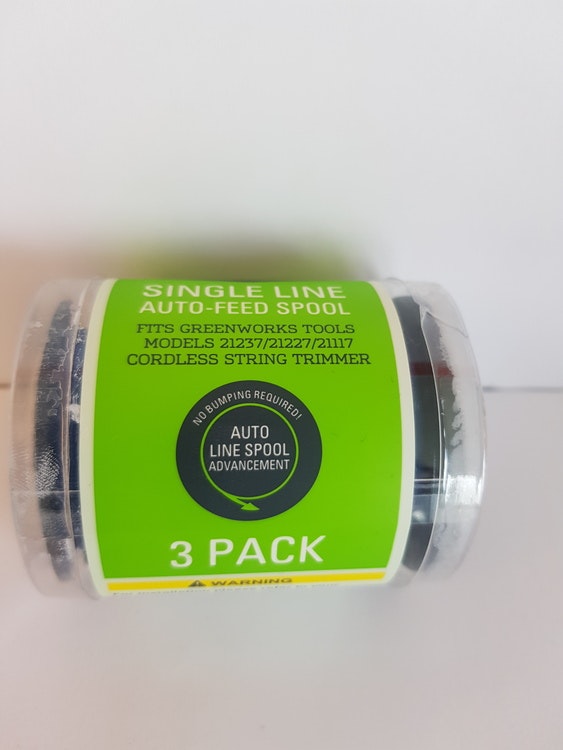 SINGLE LINE
AUTO-FEED SPOOL
FITS GREENWORKS TOOLS
MODELS 21237/21227/21117
CORDLESS STRING TRIMMER
NO BUMPING REQUIRED!
AUTO
LINE SPOOL
ADVANCEMENT
3 PACK
WARNING